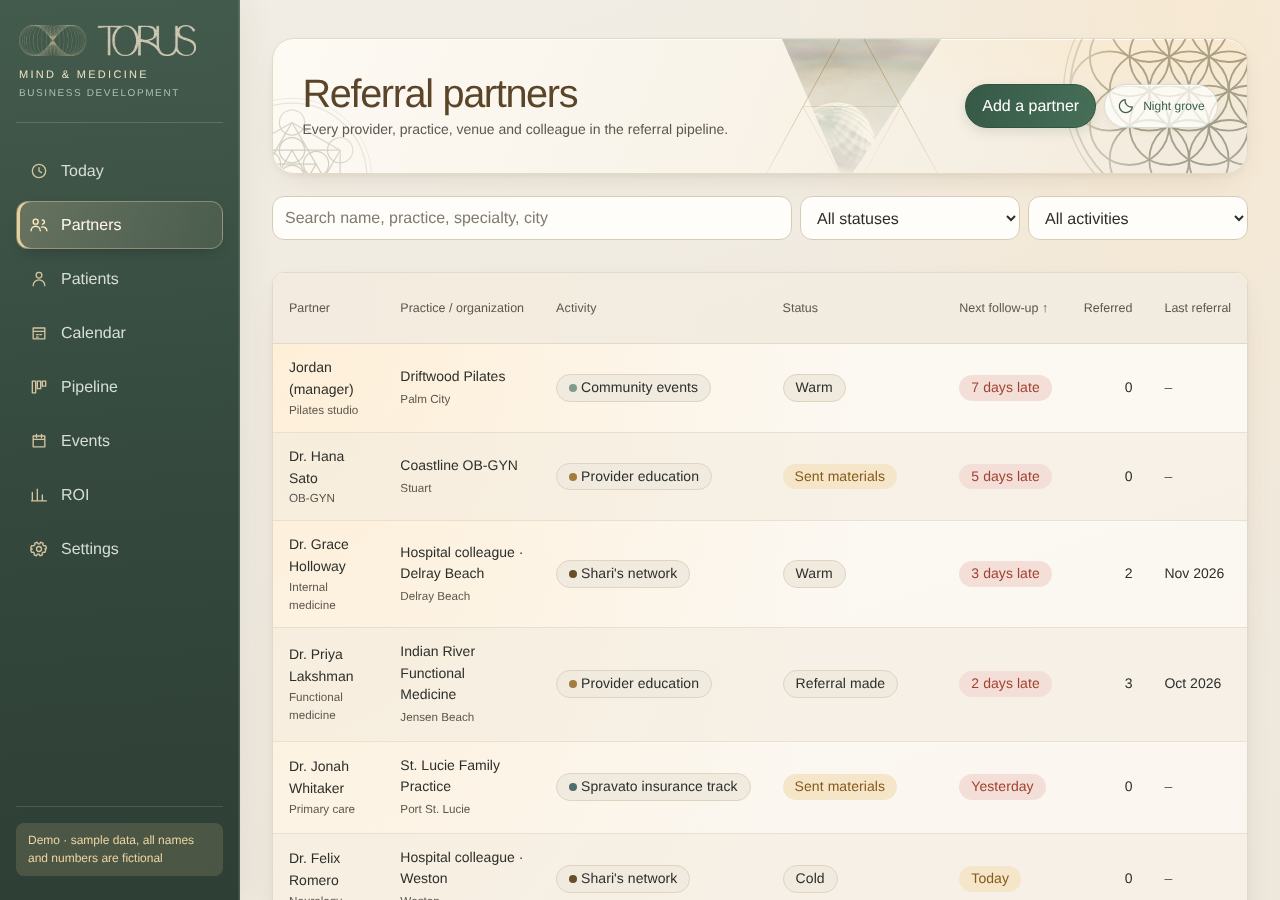 TORUS
MIND & MEDICINE
BUSINESS DEVELOPMENT
Today
Partners
Patients
Calendar
Pipeline
Events
ROI
Settings
Demo · sample data, all names
and numbers are fictional
Referral partners
Every provider, practice, venue and colleague in the referral pipeline.
Add a partner
Night grove
Search name, practice, specialty, city
All statuses
All activities
Partner Practice / organization Activity Status Next follow-up ↑ Referred Last referral
Jordan
(manager)
Pilates studio
Driftwood Pilates
Palm City
Community events
Warm
7 days late
0
–
Dr. Hana
Sato
OB-GYN
Coastline OB-GYN
Stuart
Provider education
Sent materials
5 days late
0
–
Dr. Grace
Holloway
Internal
medicine
Hospital colleague ·
Delray Beach
Delray Beach
Shari's network
Warm
3 days late
2
Nov 2026
Dr. Priya
Lakshman
Functional
medicine
Indian River
Functional
Medicine
Jensen Beach
Provider education
Referral made
2 days late
3
Oct 2026
Dr. Jonah
Whitaker
Primary care
St. Lucie Family
Practice
Port St. Lucie
Spravato insurance track
Sent materials
Yesterday
0
–
Dr. Felix
Romero
Neurology
Hospital colleague ·
Weston
Weston
Shari's network
Cold
Today
0
–